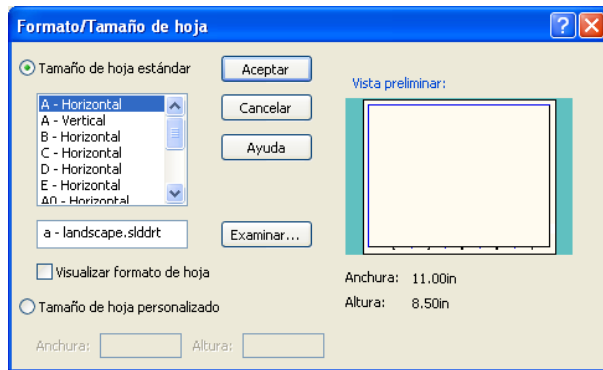 Formato/Tamaño de hoja
Tamaño de hoja estándar
A - Horizontal
A - Vertical
B - Horizontal
C - Horizontal
D - Horizontal
E - Horizontal
A0 - Horizontal
a - landscape.slddrt
Visualizar formato de hoja
Tamaño de hoja personalizado
Anchura:
Altura:
Aceptar
Cancelar
Ayuda
Examinar...
Vista preliminar:
Anchura: 11.00in
Altura: 8.50in